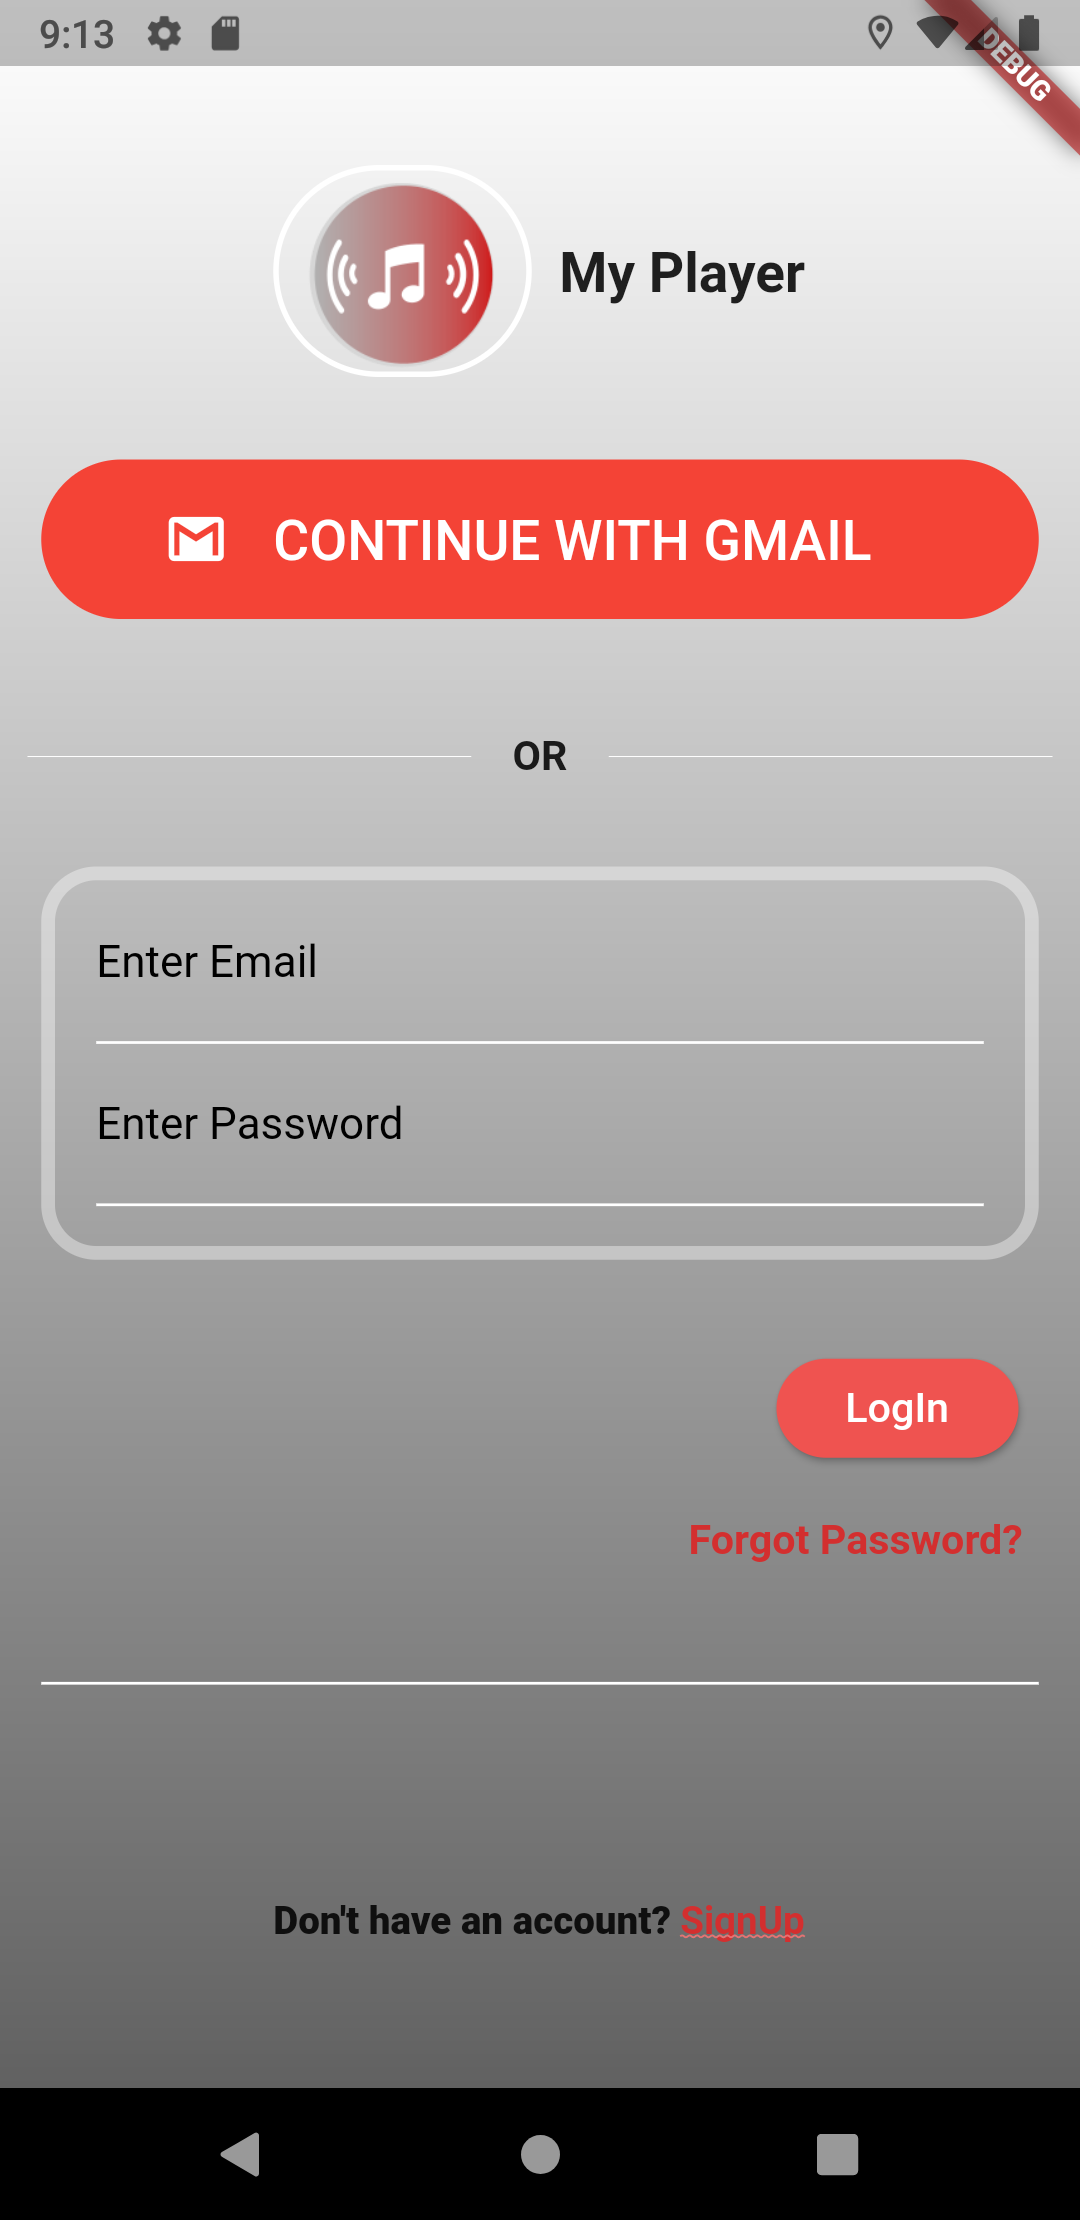 9:13
DEBUG
My Player
CONTINUE WITH GMAIL
OR
Enter Email
Enter Password
LogIn
Forgot Password?
Don't have an account? SignUp